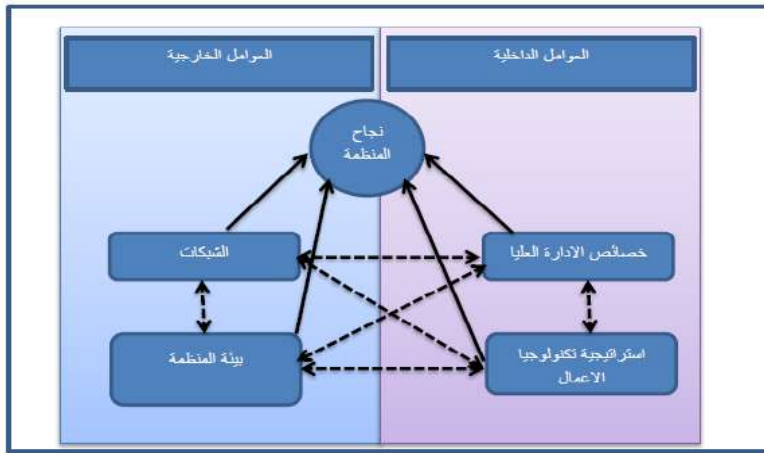 العوامل الداخلية
العوامل الخارجية
نجاح
المنظمة
خصائص الادارة العليا
الشبكات
استراتيجية تكنولوجيا
الاعمال
بيئة المنظمة